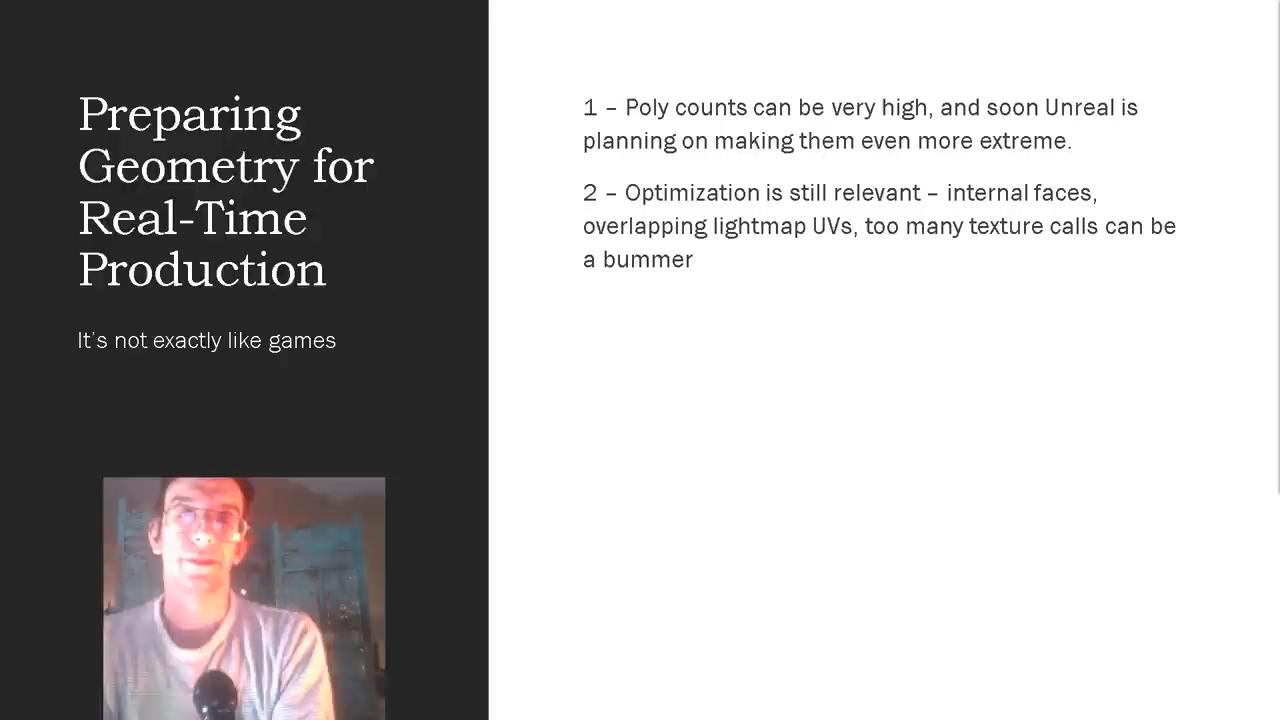 Preparing
Geometry for
Real-Time
Production
It's not exactly like games
1 – Poly counts can be very high, and soon Unreal is
planning on making them even more extreme.
2 – Optimization is still relevant – internal faces,
overlapping lightmap UVs, too many texture calls can be
a bummer